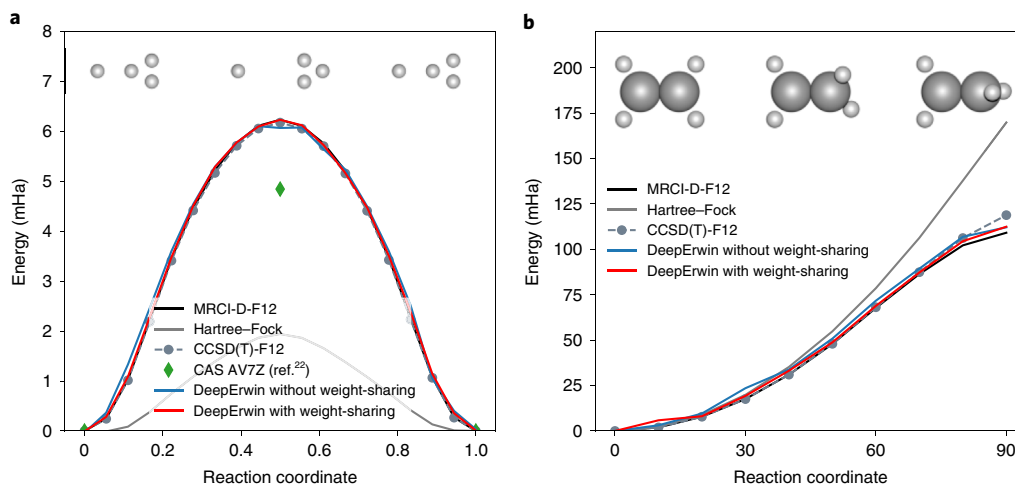 a
8
7
6
5
4
3
2
1
0
Energy (mHa)
MRCI-D-F12
Hartree–Fock
CCSD(T)-F12
CAS AV7Z (ref.22)
DeepErwin without weight-sharing
DeepErwin with weight-sharing
0
0.2
0.4
0.6
0.8
1.0
Reaction coordinate
b
200
175
150
125
100
75
50
25
0
Energy (mHa)
MRCI-D-F12
Hartree–Fock
CCSD(T)-F12
DeepErwin without weight-sharing
DeepErwin with weight-sharing
0
30
60
90
Reaction coordinate